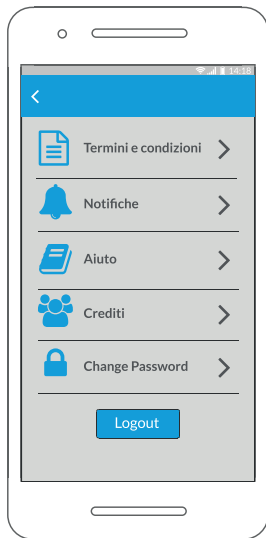 14:18
Termini e condizioni
Notifiche
Aiuto
Crediti
Change Password
Logout